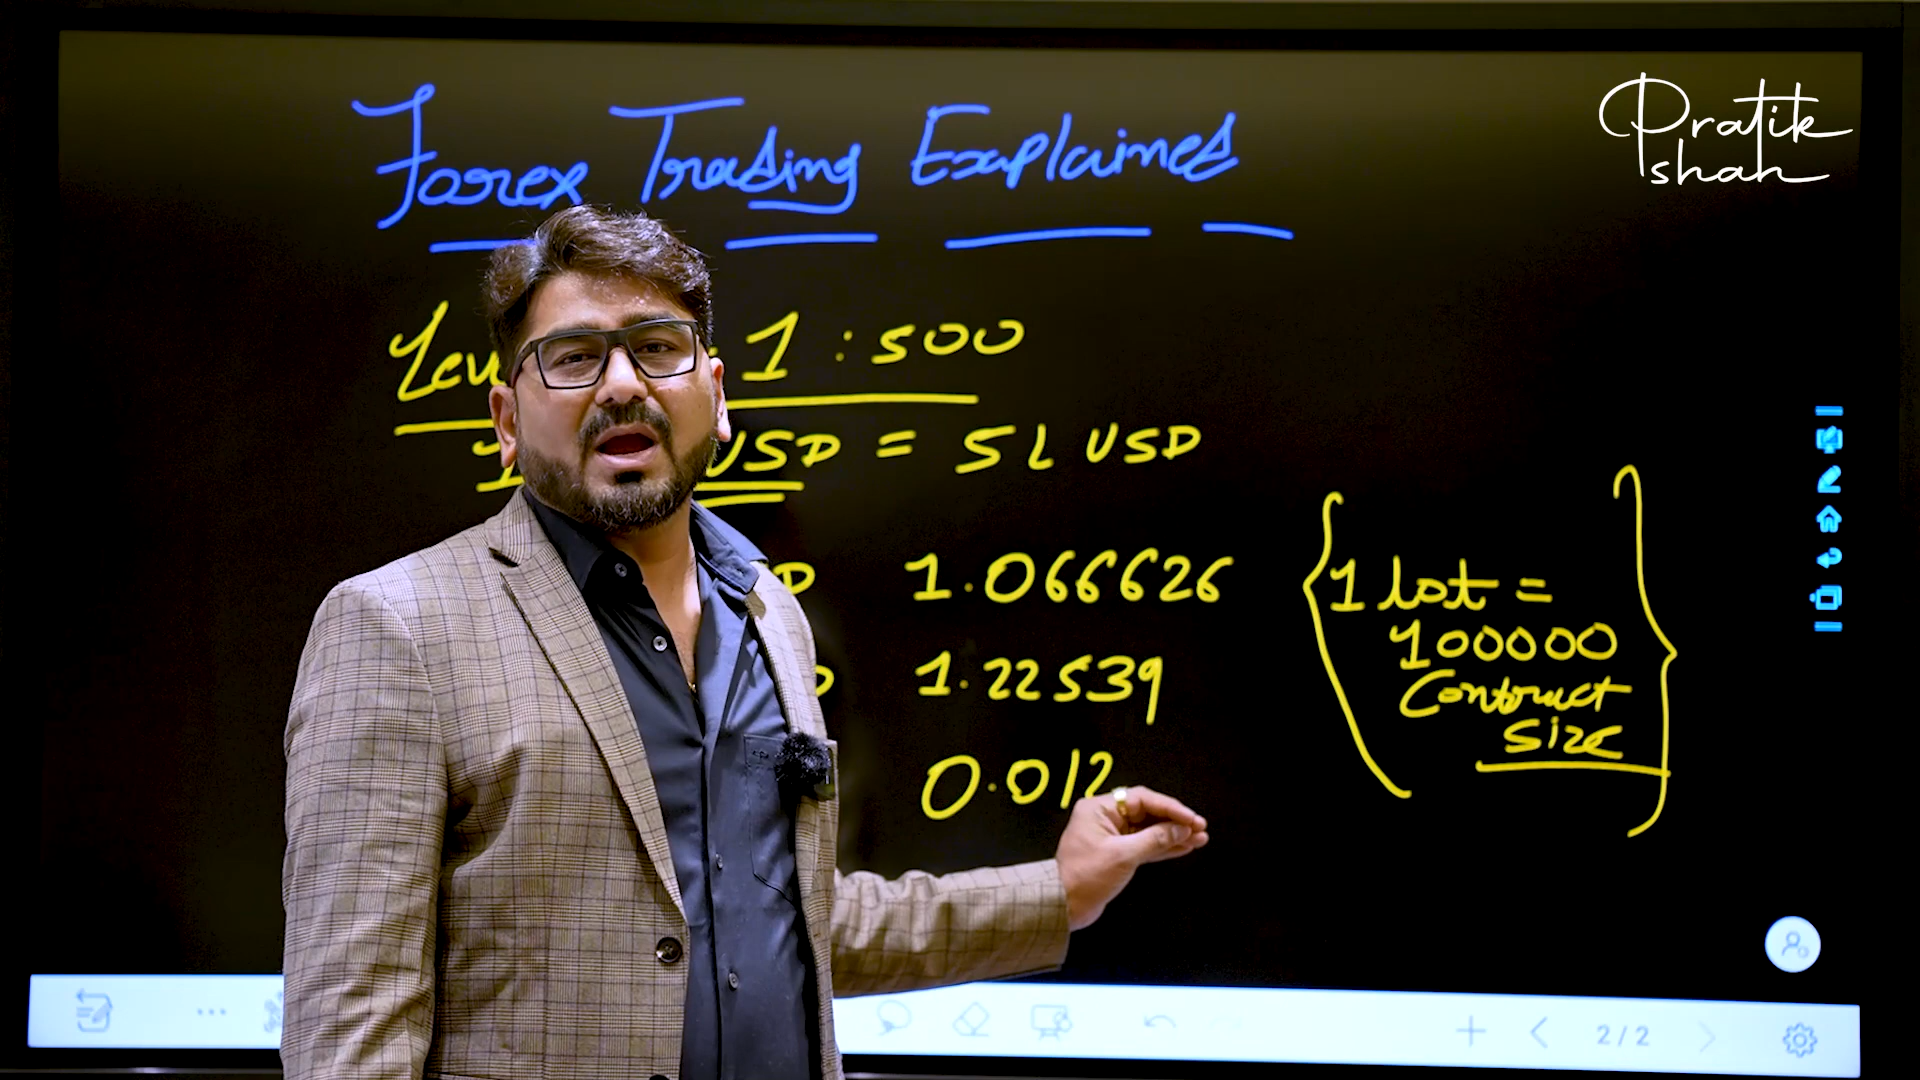 Forex Trading Explained
Pratik
shah
1 : 500
USD = 5 L USD
1.066626
1.22539
0.012
{ 1 lot =
100000
Contract
size }
2/2